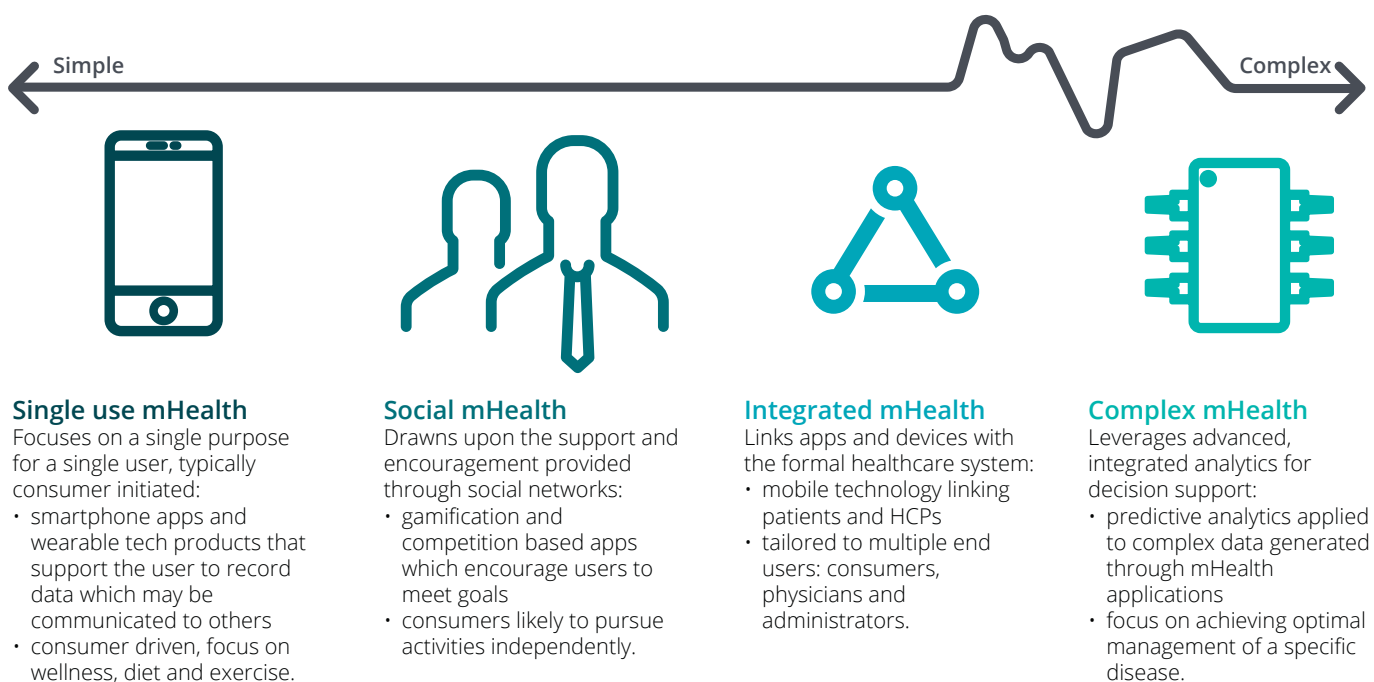 Simple
Complex
Single use mHealth
Focuses on a single purpose
for a single user, typically
consumer initiated:
• smartphone apps and
wearable tech products that
support the user to record
data which may be
communicated to others
• consumer driven, focus on
wellness, diet and exercise.
Social mHealth
Drawns upon the support and
encouragement provided
through social networks:
• gamification and
competition based apps
which encourage users to
meet goals
• consumers likely to pursue
activities independently.
Integrated mHealth
Links apps and devices with
the formal healthcare system:
• mobile technology linking
patients and HCPs
• tailored to multiple end
users: consumers,
physicians and
administrators.
Complex mHealth
Leverages advanced,
integrated analytics for
decision support:
• predictive analytics applied
to complex data generated
through mHealth
applications
• focus on achieving optimal
management of a specific
disease.